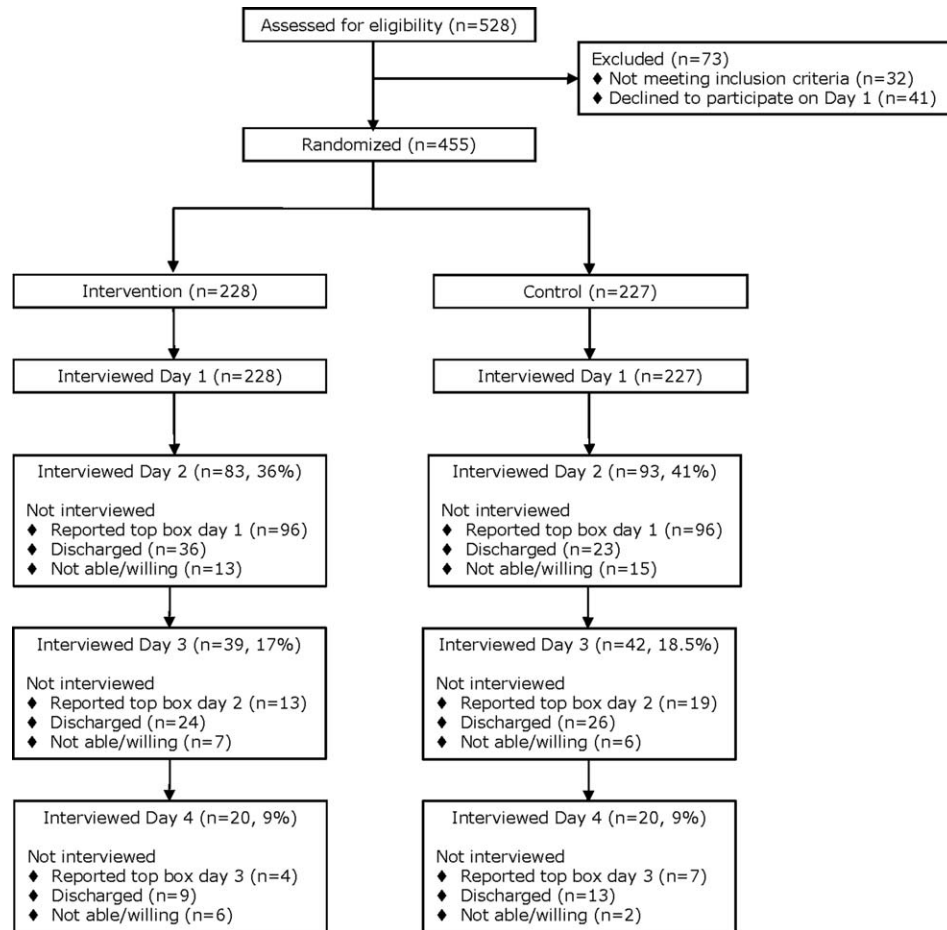 Assessed for eligibility (n=528)
Excluded (n=73)
♦ Not meeting inclusion criteria (n=32)
♦ Declined to participate on Day 1 (n=41)
Randomized (n=455)
Intervention (n=228)
Control (n=227)
Interviewed Day 1 (n=228)
Interviewed Day 1 (n=227)
Interviewed Day 2 (n=83, 36%)
Not interviewed
♦ Reported top box day 1 (n=96)
♦ Discharged (n=36)
♦ Not able/willing (n=13)
Interviewed Day 2 (n=93, 41%)
Not interviewed
♦ Reported top box day 1 (n=96)
♦ Discharged (n=23)
♦ Not able/willing (n=15)
Interviewed Day 3 (n=39, 17%)
Not interviewed
♦ Reported top box day 2 (n=13)
♦ Discharged (n=24)
♦ Not able/willing (n=7)
Interviewed Day 3 (n=42, 18.5%)
Not interviewed
♦ Reported top box day 2 (n=19)
♦ Discharged (n=26)
♦ Not able/willing (n=6)
Interviewed Day 4 (n=20, 9%)
Not interviewed
♦ Reported top box day 3 (n=4)
♦ Discharged (n=9)
♦ Not able/willing (n=6)
Interviewed Day 4 (n=20, 9%)
Not interviewed
♦ Reported top box day 3 (n=7)
♦ Discharged (n=13)
♦ Not able/willing (n=2)